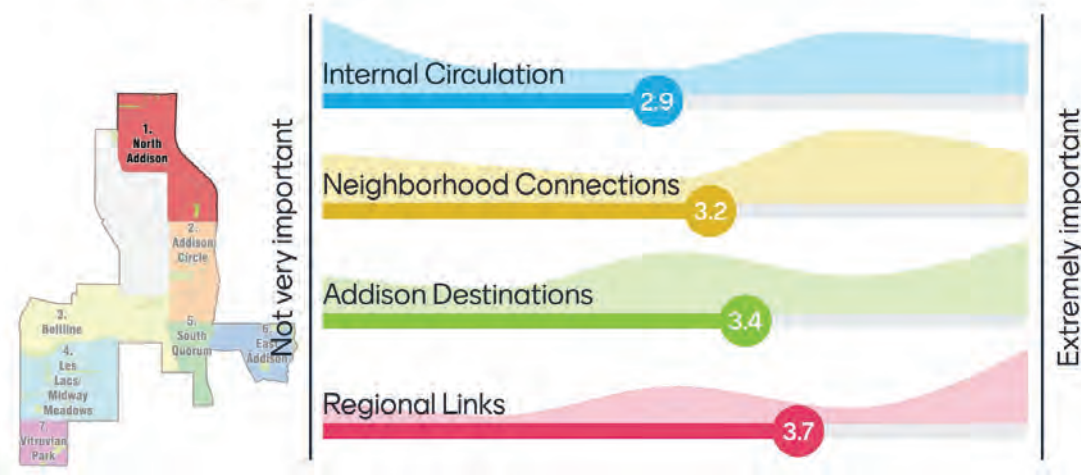 1.
North
Addison
2.
Addison
Circle
3.
Beltline
4.
Les
Lacs/
Midway
Meadows
5.
South
Quorum
6.
East
Addison
7.
Vitruvian
Park
Not very important
Internal Circulation
2.9
Neighborhood Connections
3.2
Addison Destinations
3.4
Regional Links
3.7
Extremely important